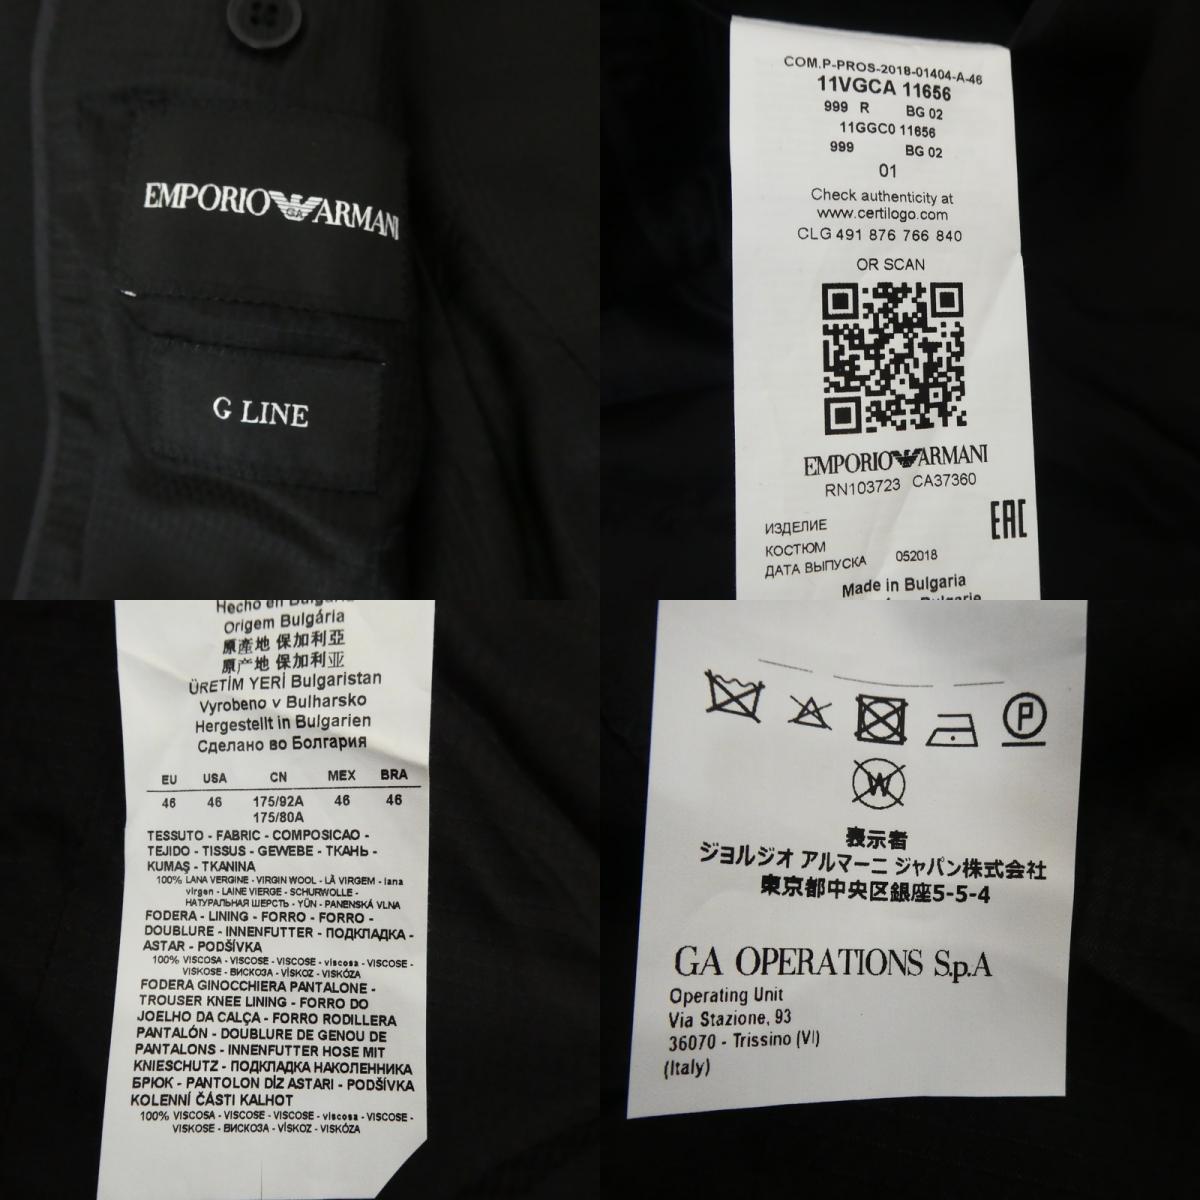 EMPORIO ARMANI
G LINE
COM.P-PROS-2018-01404-A-46
11VGCA 11656
999 R BG 02
11GGC0 11656
999 BG 02
01
Check authenticity at
www.certilogo.com
CLG 491 876 766 840
OR SCAN
EMPORIO ARMANI
RN103723 CA37360
EAC
ИЗДЕЛИЕ
КОСТЮМ
ДАТА ВЫПУСКА 052018
Made in Bulgaria
Hecho en Bulgaria
Origem Bulgária
原産地 保加利亞
原产地 保加利亚
ÜRETİM YERİ Bulgaristan
Vyrobeno v Bulharsko
Hergestellt in Bulgarien
Сделано во Болгария
EU USA CN MEX BRA
46 46 175/92A 46 46
175/80A
TESSUTO - FABRIC - COMPOSICAO -
TEJIDO - TISSUS - GEWEBE - ТКАНЬ -
KUMAŞ - TKANINA
100% LANA VERGINE - VIRGIN WOOL - LÃ VIRGEM - lana
virgen - LAINE VIERGE - SCHURWOLLE -
НАТУРАЛЬНАЯ ШЕРСТЬ - YÜN - PANENSKÁ VLNA
FODERA - LINING - FORRO - FORRO -
DOUBLURE - INNENFUTTER - ПОДКЛАДКА -
ASTAR - PODŠÍVKA
100% VISCOSA - VISCOSE - VISCOSE - viscosa - VISCOSE -
VISKOSE - ВИСКОЗА - VİSKOZ - VISKÓZA
FODERA GINOCCHIERA PANTALONE -
TROUSER KNEE LINING - FORRO DO
JOELHO DA CALÇA - FORRO RODILLERA
PANTALÓN - DOUBLURE DE GENOU DE
PANTALONS - INNENFUTTER HOSE MIT
KNIESCHUTZ - ПОДКЛАДКА НАКОЛЕННИКА
БРЮК - PANTOLON DİZ ASTARI - PODŠÍVKA
KOLENNÍ ČÁSTI KALHOT
100% VISCOSA - VISCOSE - VISCOSE - viscosa - VISCOSE -
VISKOSE - ВИСКОЗА - VİSKOZ - VISKÓZA
P
W
表示者
ジョルジオ アルマーニ ジャパン株式会社
東京都中央区銀座5-5-4
GA OPERATIONS S.p.A
Operating Unit
Via Stazione, 93
36070 - Trissino (VI)
(Italy)